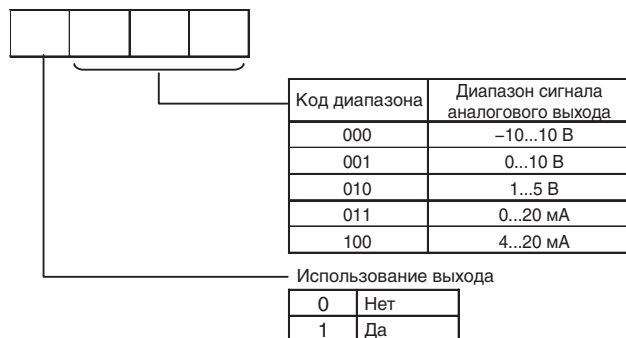 Код диапазона Диапазон сигнала
аналогового выхода
000 –10...10 В
001 0...10 В
010 1...5 В
011 0...20 мА
100 4...20 мА
Использование выхода
0 Нет
1 Да